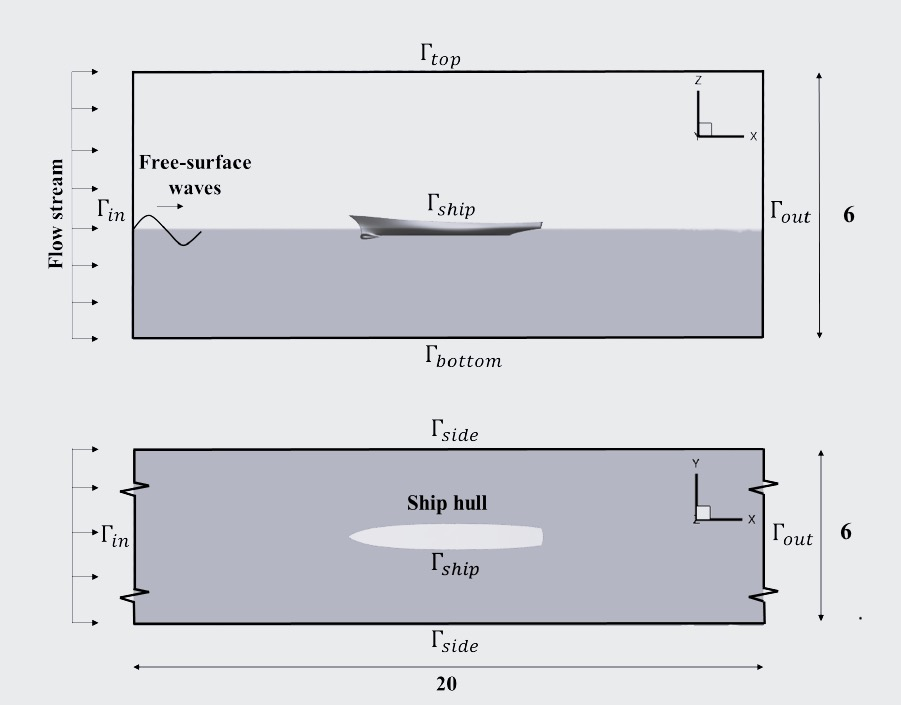 Γtop
Z
X
Free-surface
waves
Flow stream
Γin
Γship
Γout
6
Γbottom
Γside
Y
Z
X
Ship hull
Γin
Γship
Γout
6
Γside
20